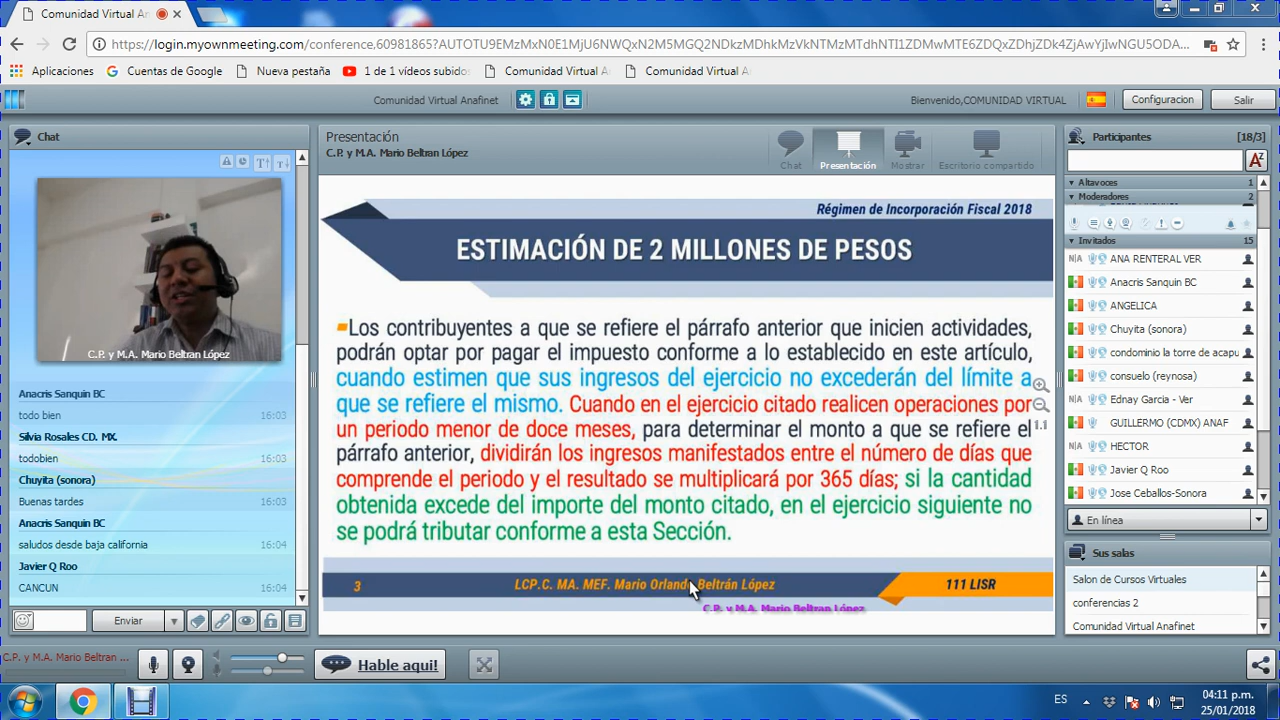 Comunidad Virtual Anaf
https://login.myownmeeting.com/conference,60981865?
Aplicaciones
Cuentas de Google
Nueva pestaña
1 de 1 vídeos subido
Comunidad Virtual A
Comunidad Virtual A
Comunidad Virtual Anafinet
Bienvenido,COMUNIDAD VIRTUAL
Configuracion
Salir
Chat
C.P. y M.A. Mario Beltran López
Anacris Sanquin BC
todo bien 16:03
Silvia Rosales CD. MX.
todobien 16:03
Chuyita (sonora)
Buenas tardes 16:03
Anacris Sanquin BC
saludos desde baja california 16:04
Javier Q Roo
CANCUN 16:04
Enviar
Presentación
C.P. y M.A. Mario Beltran López
Chat
Presentación
Mostrar
Escritorio compartido
Régimen de Incorporación Fiscal 2018
ESTIMACIÓN DE 2 MILLONES DE PESOS
Los contribuyentes a que se refiere el párrafo anterior que inicien actividades,
podrán optar por pagar el impuesto conforme a lo establecido en este artículo,
cuando estimen que sus ingresos del ejercicio no excederán del límite a
que se refiere el mismo. Cuando en el ejercicio citado realicen operaciones por
un periodo menor de doce meses, para determinar el monto a que se refiere el
párrafo anterior, dividirán los ingresos manifestados entre el número de días que
comprende el periodo y el resultado se multiplicará por 365 días; si la cantidad
obtenida excede del importe del monto citado, en el ejercicio siguiente no
se podrá tributar conforme a esta Sección.
3
LCP.C. MA. MEF. Mario Orlando Beltrán López
111 LISR
C.P. y M.A. Mario Beltran López
1.1
Participantes [18/3]
Altavoces 1
Moderadores 2
Invitados 15
N/A ANA RENTERAL VER
Anacris Sanquin BC
ANGELICA
Chuyita (sonora)
condominio la torre de acapu
consuelo (reynosa)
N/A Ednay Garcia - Ver
GUILLERMO (CDMX) ANAF
N/A HECTOR
Javier Q Roo
Jose Ceballos-Sonora
En línea
Sus salas
Salon de Cursos Virtuales
conferencias 2
Comunidad Virtual Anafinet
C.P. y M.A. Mario Beltran ...
Hable aqui!
ES
04:11 p.m.
25/01/2018